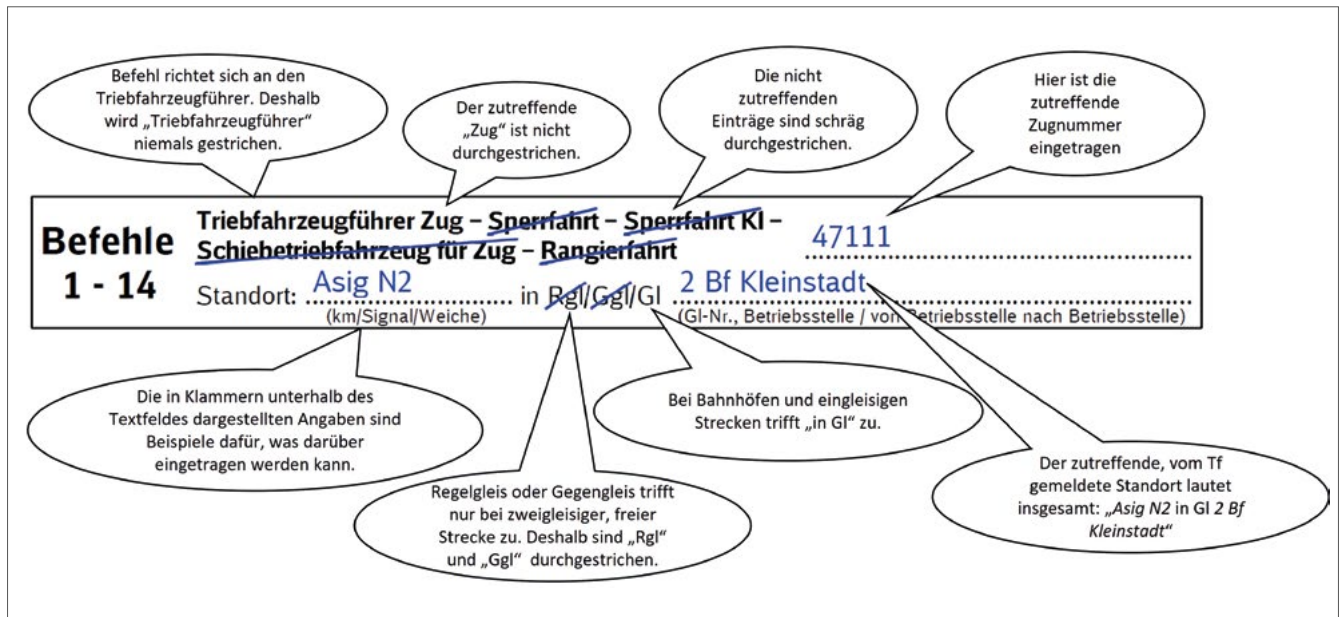 Befehl richtet sich an den
Triebfahrzeugführer. Deshalb
wird „Triebfahrzeugführer“
niemals gestrichen.
Der zutreffende
„Zug“ ist nicht
durchgestrichen.
Die nicht
zutreffenden
Einträge sind schräg
durchgestrichen.
Hier ist die
zutreffende
Zugnummer
eingetragen
Befehle
1 - 14
Triebfahrzeugführer Zug – Sperrfahrt – Sperrfahrt Kl –
Schiebetriebfahrzeug für Zug – Rangierfahrt
47111
Standort: Asig N2 in Rgl/Ggl/Gl 2 Bf Kleinstadt
(km/Signal/Weiche) (Gl-Nr., Betriebsstelle / von Betriebsstelle nach Betriebsstelle)
Die in Klammern unterhalb des
Textfeldes dargestellten Angaben sind
Beispiele dafür, was darüber
eingetragen werden kann.
Regelgleis oder Gegengleis trifft
nur bei zweigleisiger, freier
Strecke zu. Deshalb sind „Rgl“
und „Ggl“ durchgestrichen.
Bei Bahnhöfen und eingleisigen
Strecken trifft „in Gl“ zu.
Der zutreffende, vom Tf
gemeldete Standort lautet
insgesamt: „Asig N2 in Gl 2 Bf
Kleinstadt“